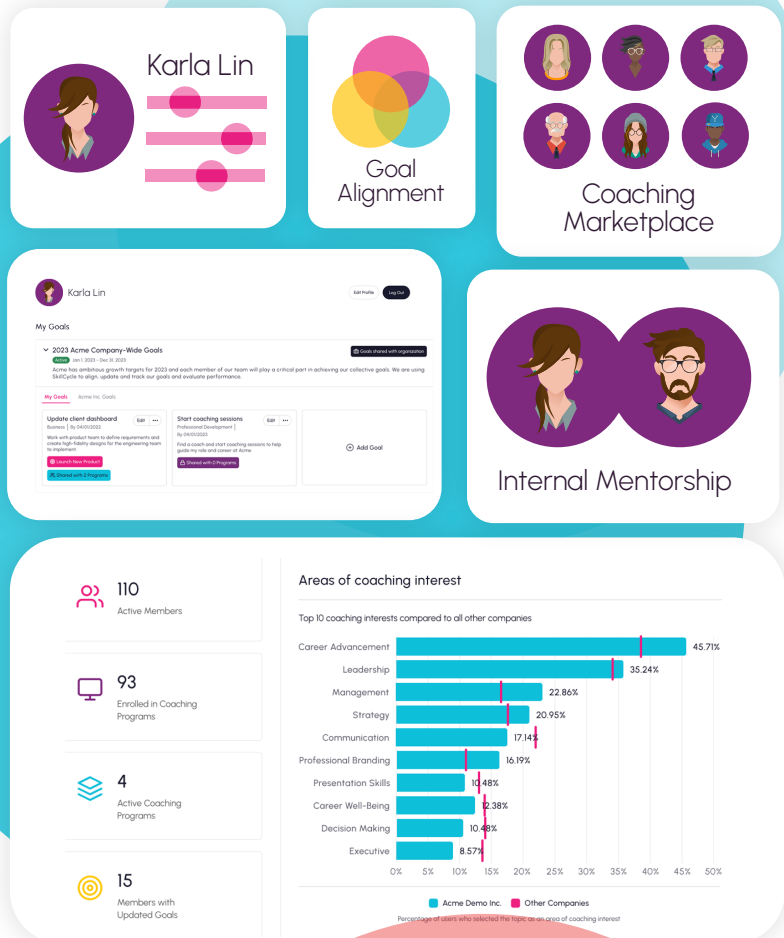 Karla Lin
Goal
Alignment
Coaching
Marketplace
Karla Lin
Edit Profile
Log Out
My Goals
2023 Acme Company-Wide Goals
Goals shared with organization
Active Jan 1, 2023 - Dec 31, 2023
Acme has ambitious growth targets for 2023 and each member of our team will play a critical part in achieving our collective goals. We are using
SkillCycle to align, update and track our goals and evaluate performance.
My Goals
Acme Inc. Goals
Update client dashboard
Edit
Business | By 04/01/2022
Work with product team to define requirements and
create high-fidelity designs for the engineering team
to implement
Launch New Product
Shared with 2 Programs
Start coaching sessions
Edit
Professional Development |
By 04/01/2023
Find a coach and start coaching sessions to help
guide my role and career at Acme
Shared with 0 Programs
Add Goal
Internal Mentorship
110
Active Members
93
Enrolled in Coaching
Programs
4
Active Coaching
Programs
15
Members with
Updated Goals
Areas of coaching interest
Top 10 coaching interests compared to all other companies
Career Advancement 45.71%
Leadership 35.24%
Management 22.86%
Strategy 20.95%
Communication 17.14%
Professional Branding 16.19%
Presentation Skills 10.48%
Career Well-Being 12.38%
Decision Making 10.48%
Executive 8.57%
0% 5% 10% 15% 20% 25% 30% 35% 40% 45% 50%
Acme Demo Inc. Other Companies
Percentage of users who selected the topic as an area of coaching interest